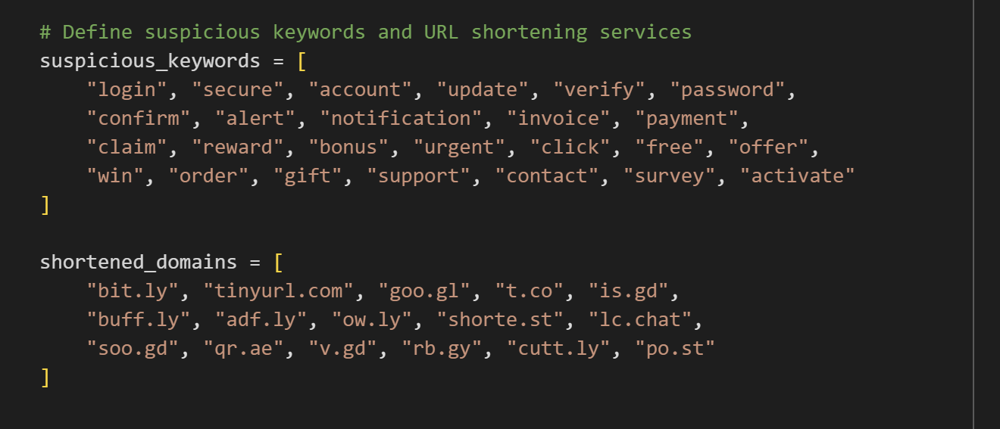 # Define suspicious keywords and URL shortening services
suspicious_keywords = [
    "login", "secure", "account", "update", "verify", "password",
    "confirm", "alert", "notification", "invoice", "payment",
    "claim", "reward", "bonus", "urgent", "click", "free", "offer",
    "win", "order", "gift", "support", "contact", "survey", "activate"
]
shortened_domains = [
    "bit.ly", "tinyurl.com", "goo.gl", "t.co", "is.gd",
    "buff.ly", "adf.ly", "ow.ly", "shorte.st", "lc.chat",
    "soo.gd", "qr.ae", "v.gd", "rb.gy", "cutt.ly", "po.st"
]